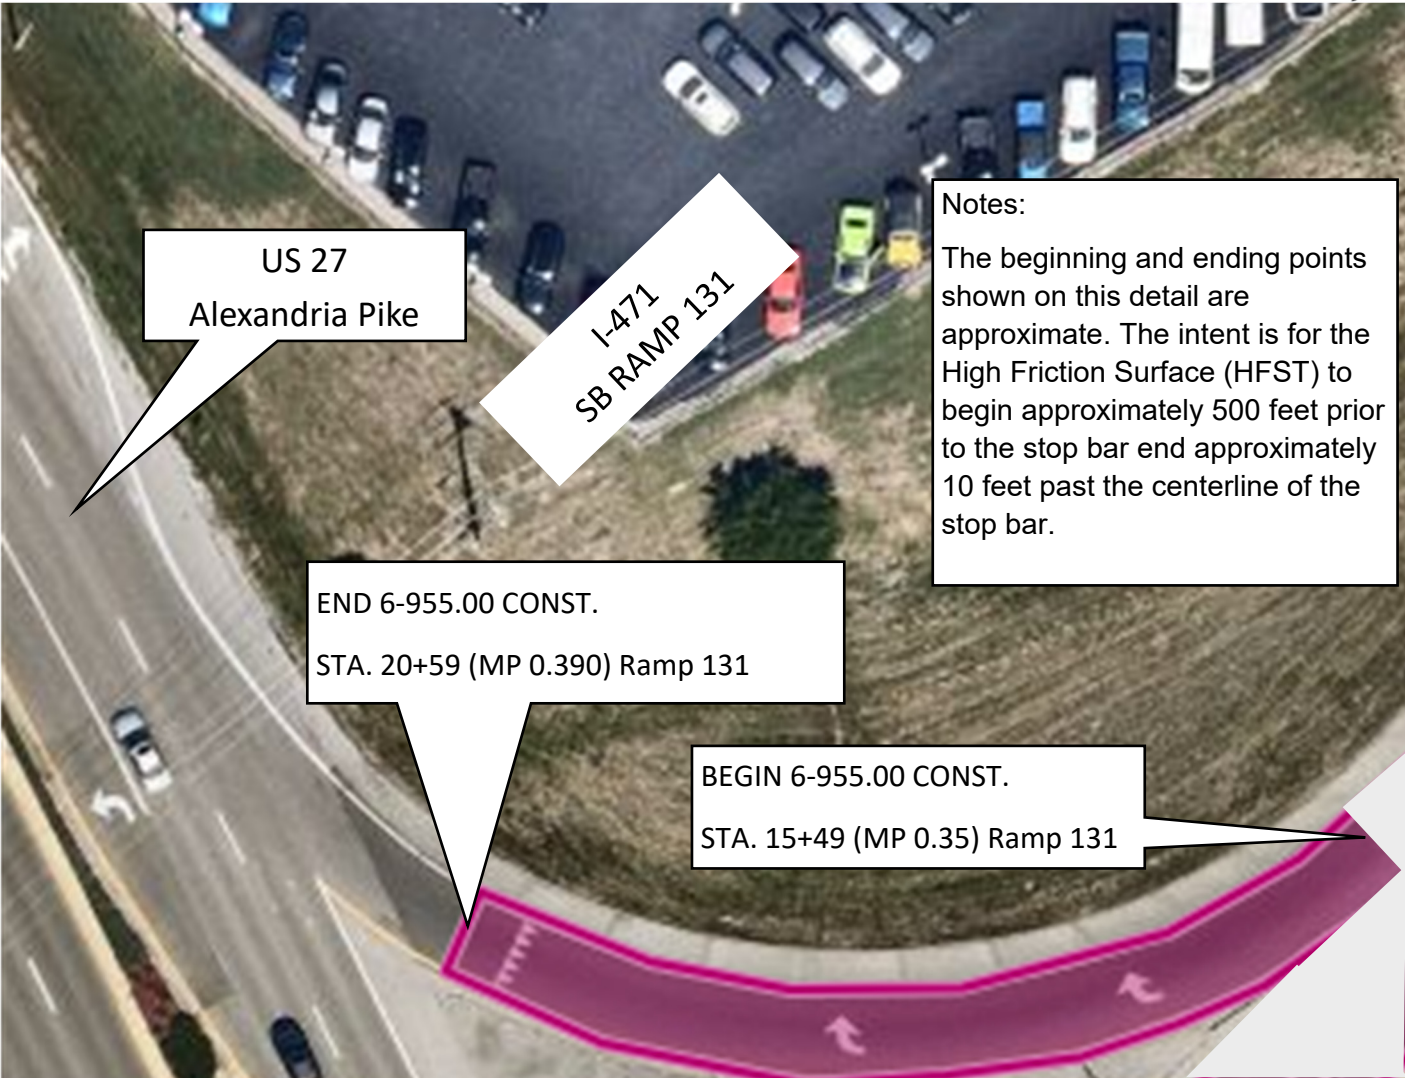 US 27
Alexandria Pike
I-471
SB RAMP 131
Notes:
The beginning and ending points
shown on this detail are
approximate. The intent is for the
High Friction Surface (HFST) to
begin approximately 500 feet prior
to the stop bar end approximately
10 feet past the centerline of the
stop bar.
END 6-955.00 CONST.
STA. 20+59 (MP 0.390) Ramp 131
BEGIN 6-955.00 CONST.
STA. 15+49 (MP 0.35) Ramp 131